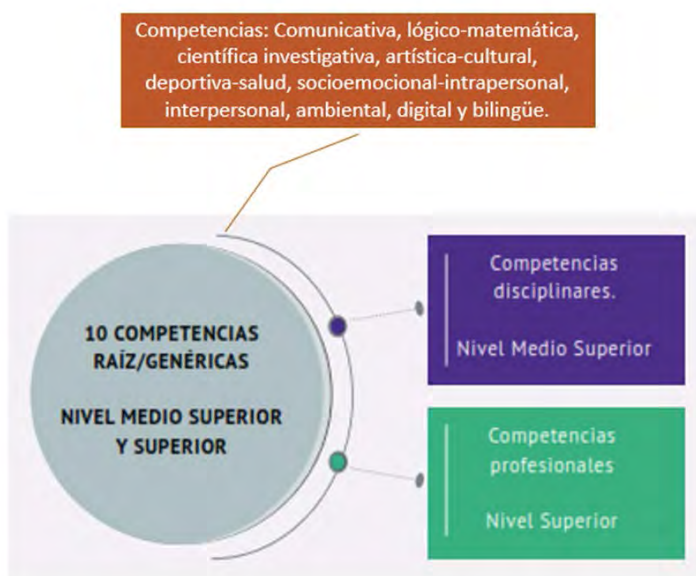 Competencias: Comunicativa, lógico-matemática,
científica investigativa, artística-cultural,
deportiva-salud, socioemocional-intrapersonal,
interpersonal, ambiental, digital y bilingüe.
10 COMPETENCIAS
RAÍZ/GENÉRICAS
NIVEL MEDIO SUPERIOR
Y SUPERIOR
Competencias
disciplinares.
Nivel Medio Superior
Competencias
profesionales
Nivel Superior